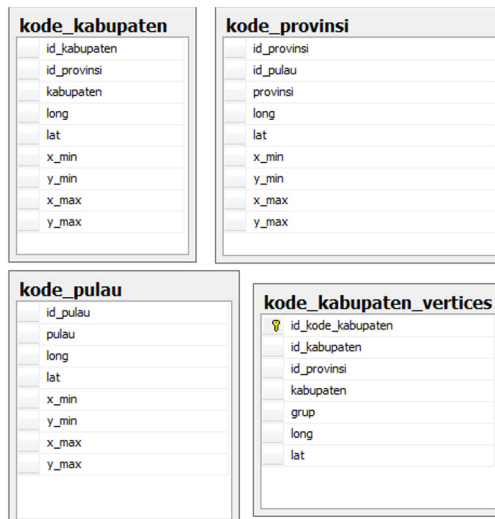 kode_kabupaten
id_kabupaten
id_provinsi
kabupaten
long
lat
x_min
y_min
x_max
y_max
kode_provinsi
id_provinsi
id_pulau
provinsi
long
lat
x_min
y_min
x_max
y_max
kode_pulau
id_pulau
pulau
long
lat
x_min
y_min
x_max
y_max
kode_kabupaten_vertices
id_kode_kabupaten
id_kabupaten
id_provinsi
kabupaten
grup
long
lat